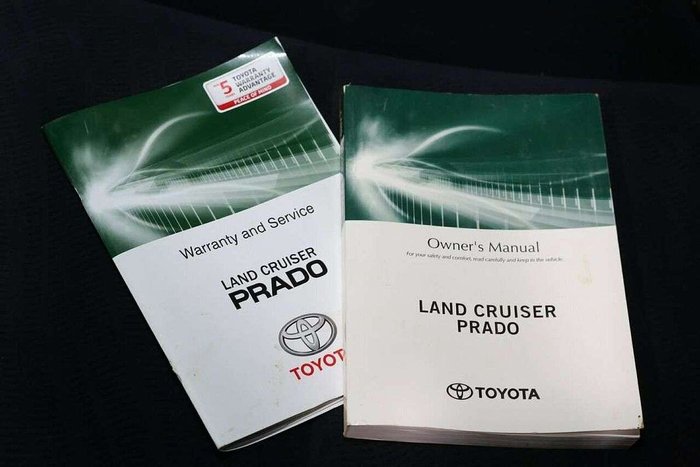 5
TOYOTA
WARRANTY
ADVANTAGE
PEACE OF MIND
Warranty and Service
LAND CRUISER
PRADO
TOYOT
Owner's Manual
For your safety and comfort, read carefully and keep in the vehicle.
LAND CRUISER
PRADO
TOYOTA